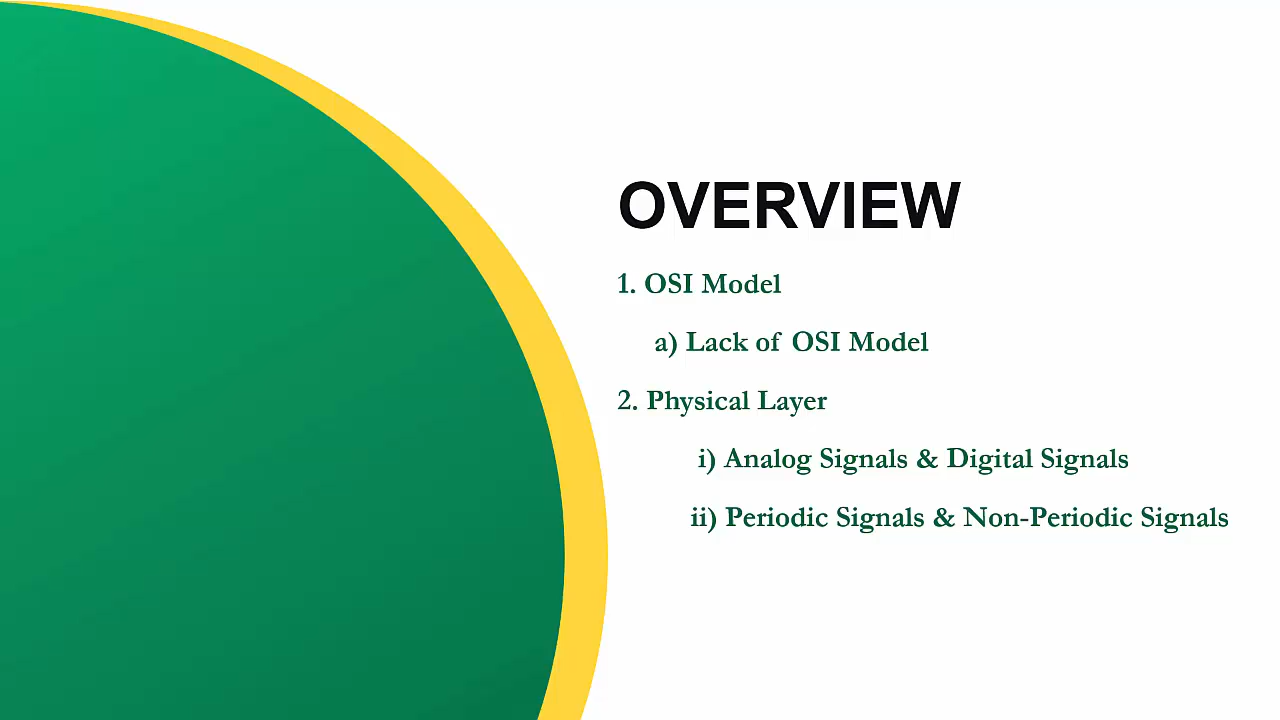 OVERVIEW
1. OSI Model
a) Lack of OSI Model
2. Physical Layer
i) Analog Signals & Digital Signals
ii) Periodic Signals & Non-Periodic Signals